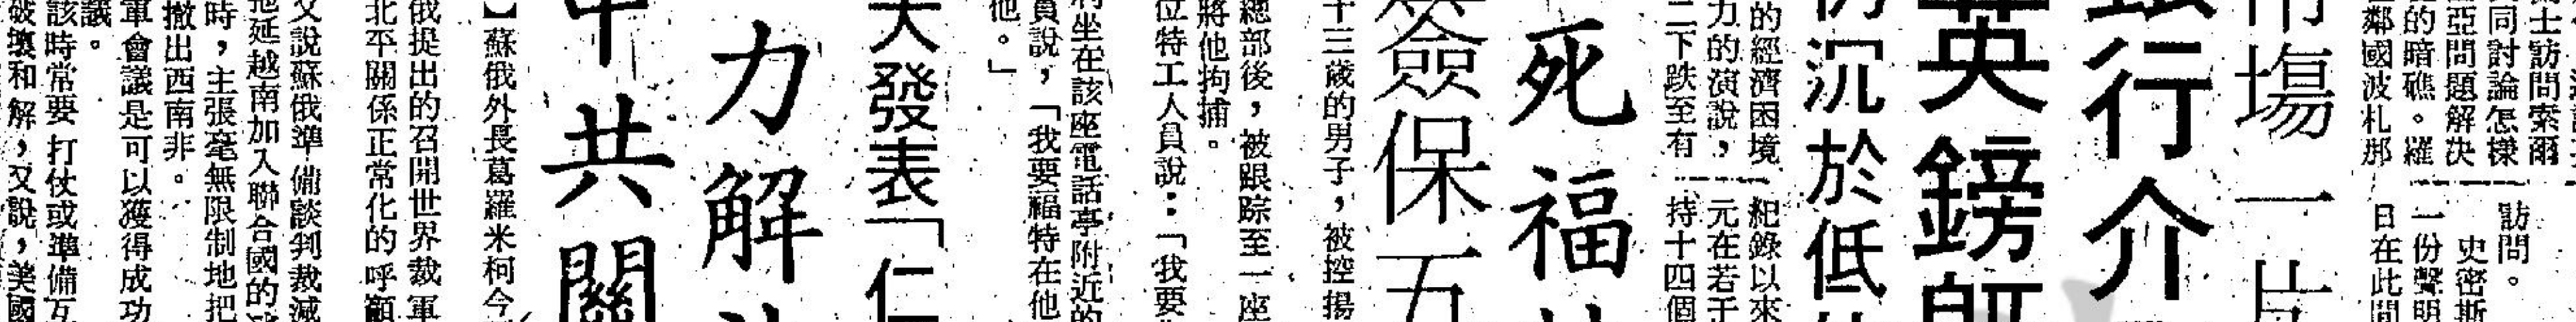 士訪問索爾
同討論怎樣
亞問題解決
的暗礁。羅
鄰國波札那
訪問。
史密斯
一份聲明
日在此間
場一片
銀行介
英鎊
仍沉於低
的經濟困境
力的演說，
二下跌至有
紀錄以來
元在若干
持十四個
死福
簽保五
十三歲的男子，被控揚
總部後，被跟踪至一座
將他拘捕。
位特工人員說：「我要
坐在該座電話亭附近的
員說，「我要福特在他
他。」
大發表「仁
力解
中共關
】蘇俄外長葛羅米柯今
俄提出的召開世界裁軍
北平關係正常化的呼籲
又說蘇俄準備談判裁減
拖延越南加入聯合國的
時，主張毫無限制地把
撤出西南非。
軍會議是可以獲得成功
議。
該時常要打仗或準備互
破壞和解，又說，美國